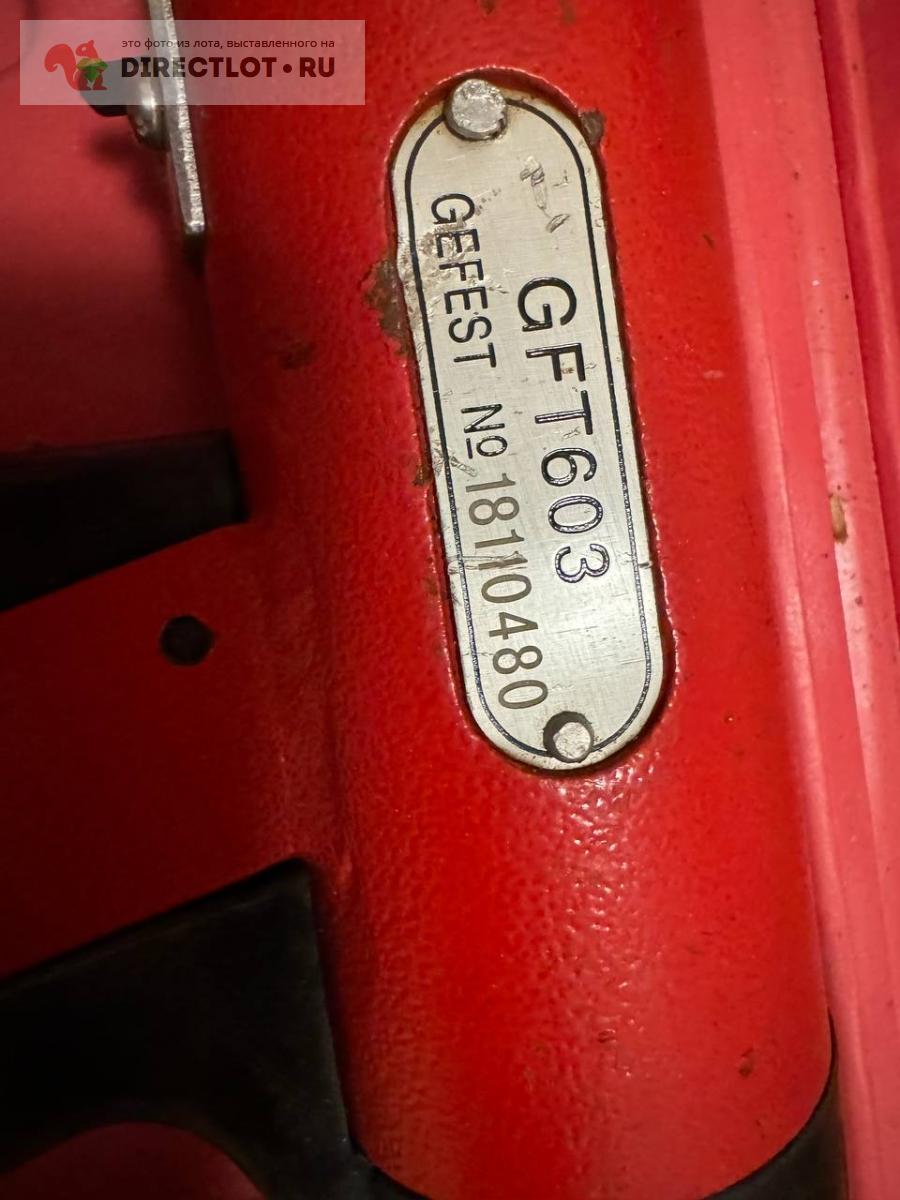 это фото из лота, выставленного на
DIRECTLOT•RU
GFT603
GEFEST № 18110480